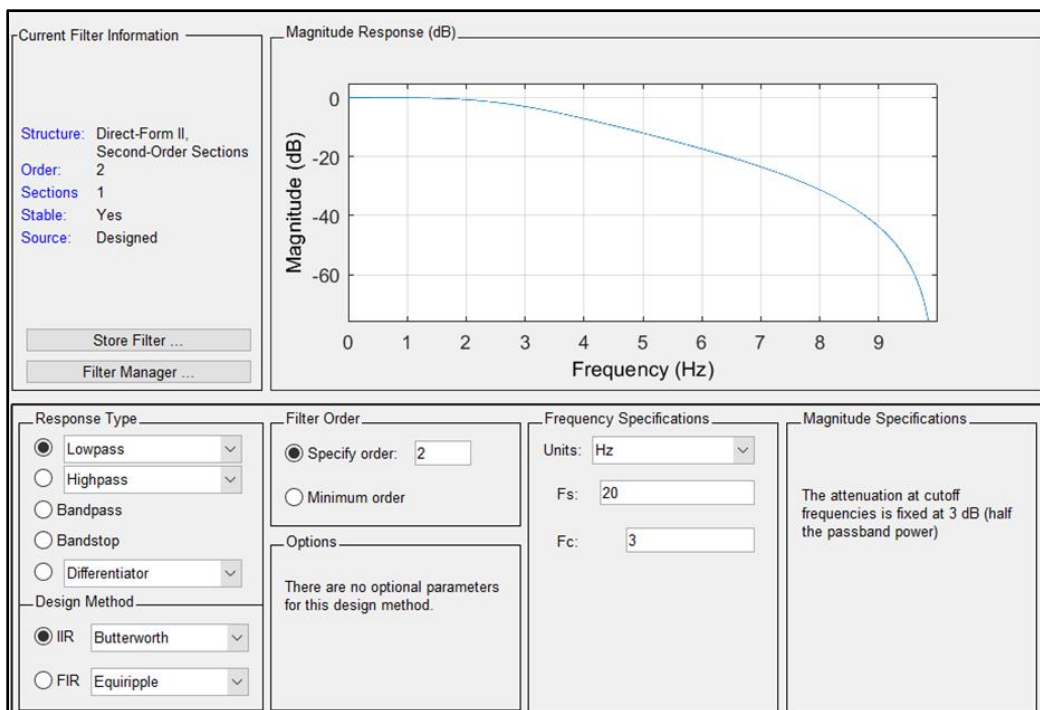 Current Filter Information
Structure: Direct-Form II,
Second-Order Sections
Order: 2
Sections 1
Stable: Yes
Source: Designed
Store Filter ...
Filter Manager ...
Magnitude Response (dB)
Magnitude (dB)
0
-20
-40
-60
0 1 2 3 4 5 6 7 8 9
Frequency (Hz)
Response Type
Lowpass
Highpass
Bandpass
Bandstop
Differentiator
Design Method
IIR Butterworth
FIR Equiripple
Filter Order
Specify order: 2
Minimum order
Options
There are no optional parameters
for this design method.
Frequency Specifications
Units: Hz
Fs: 20
Fc: 3
Magnitude Specifications
The attenuation at cutoff
frequencies is fixed at 3 dB (half
the passband power)